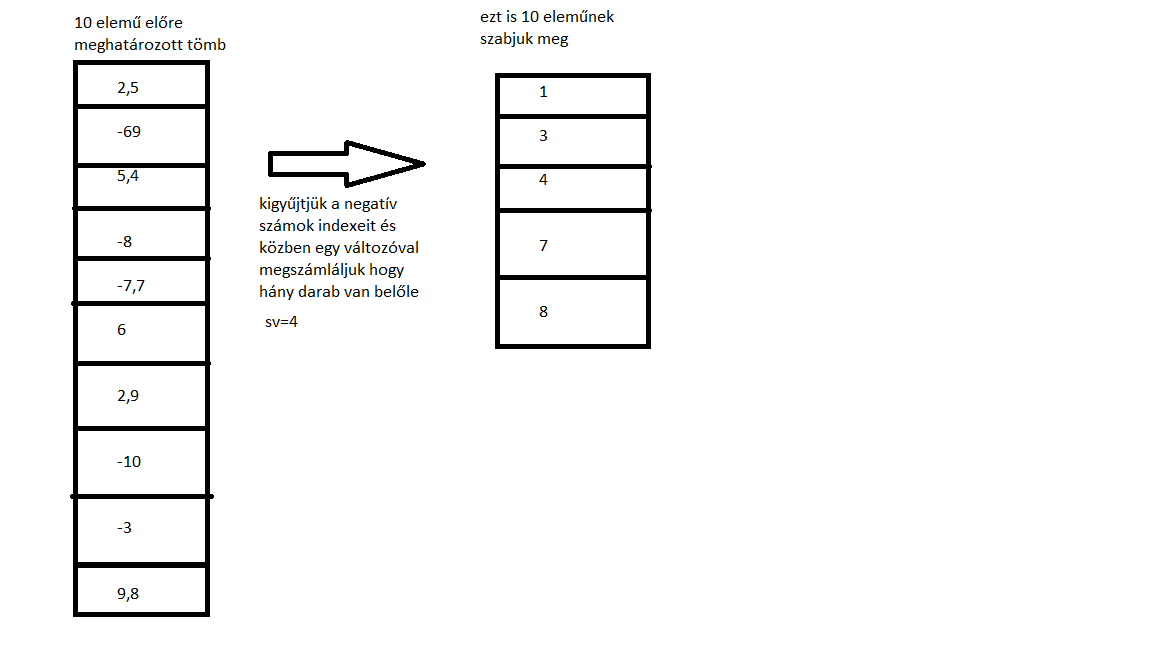 10 elemű előre
meghatározott tömb
2,5
-69
5,4
-8
-7,7
6
2,9
-10
-3
9,8
kigyűjtjük a negatív
számok indexeit és
közben egy változóval
megszámláljuk hogy
hány darab van belőle
sv=4
ezt is 10 eleműnek
szabjuk meg
1
3
4
7
8